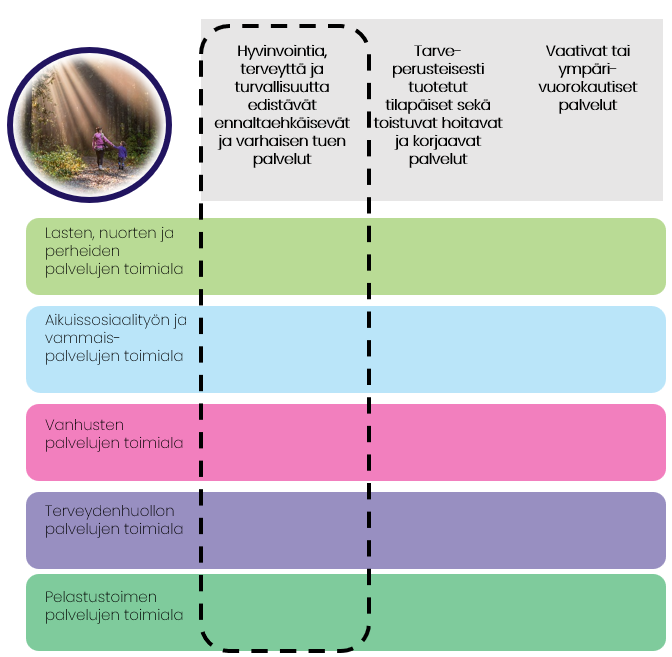 Hyvinvointia,
terveyttä ja
turvallisuutta
edistävät
ennaltaehkäisevät
ja varhaisen tuen
palvelut
Tarve-
perusteisesti
tuotetut
tilapäiset sekä
toistuvat hoitavat
ja korjaavat
palvelut
Vaativat tai
ympäri-
vuorokautiset
palvelut
Lasten, nuorten ja
perheiden
palvelujen toimiala
Aikuissosiaalityön ja
vammais-
palvelujen toimiala
Vanhusten
palvelujen toimiala
Terveydenhuollon
palvelujen toimiala
Pelastustoimen
palvelujen toimiala